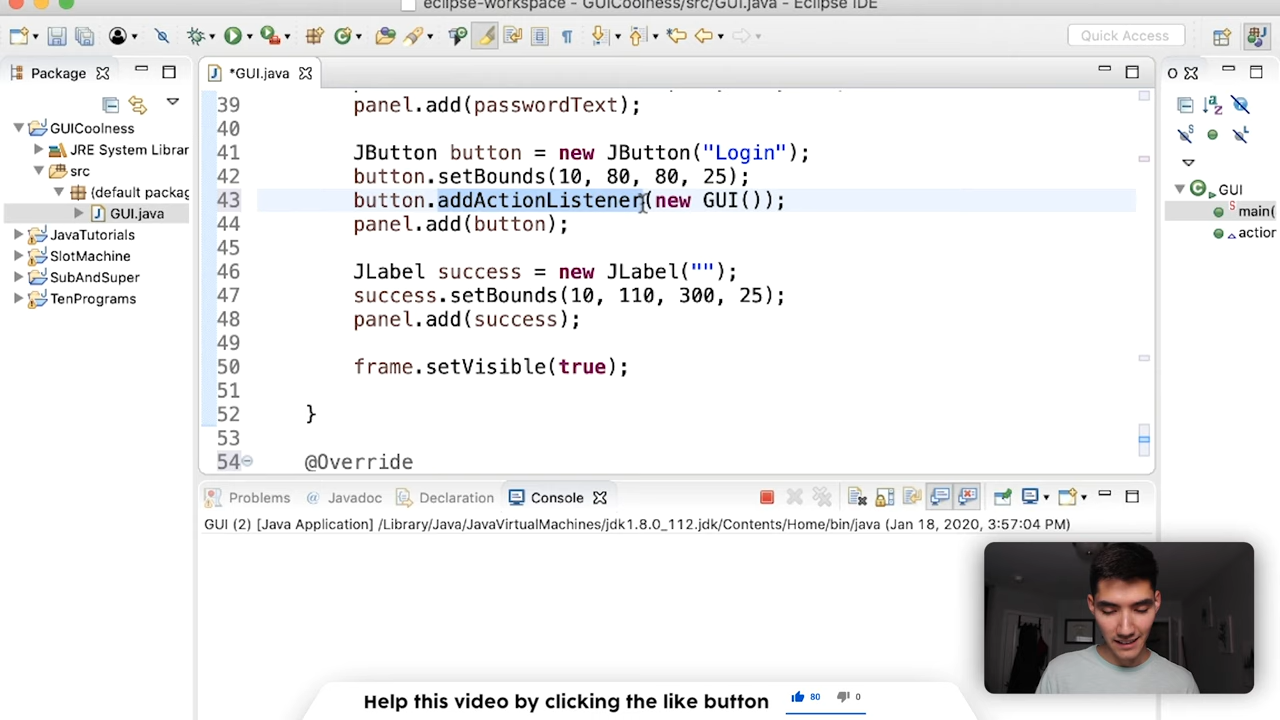 eclipse-workspace - GUICoolness/src/GUI.java - Eclipse IDE
Quick Access
Package
*GUI.java
O
GUICoolness
JRE System Librar
src
(default packag
GUI.java
JavaTutorials
SlotMachine
SubAndSuper
TenPrograms
39 panel.add(passwordText);
40
41 JButton button = new JButton("Login");
42 button.setBounds(10, 80, 80, 25);
43 button.addActionListener(new GUI());
44 panel.add(button);
45
46 JLabel success = new JLabel("");
47 success.setBounds(10, 110, 300, 25);
48 panel.add(success);
49
50 frame.setVisible(true);
51
52 }
53
54 @Override
GUI
main(
action
Problems @ Javadoc Declaration Console
GUI (2) [Java Application] /Library/Java/JavaVirtualMachines/jdk1.8.0_112.jdk/Contents/Home/bin/java (Jan 18, 2020, 3:57:04 PM)
Help this video by clicking the like button 80 0